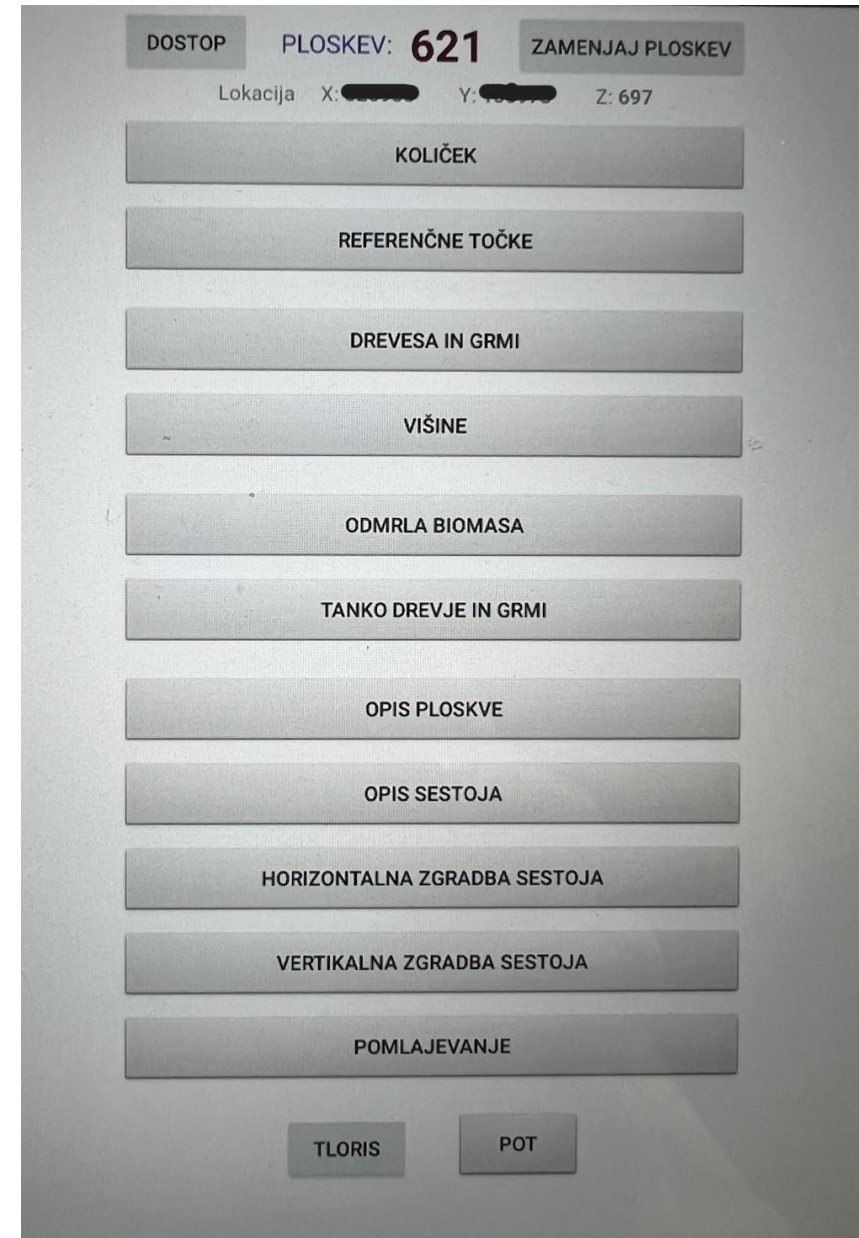 DOSTOP PLOSKEV: 621 ZAMENJAJ PLOSKEV
Lokacija X: Y: Z: 697
KOLIČEK
REFERENČNE TOČKE
DREVESA IN GRMI
VIŠINE
ODMRLA BIOMASA
TANKO DREVJE IN GRMI
OPIS PLOSKVE
OPIS SESTOJA
HORIZONTALNA ZGRADBA SESTOJA
VERTIKALNA ZGRADBA SESTOJA
POMLAJEVANJE
TLORIS POT